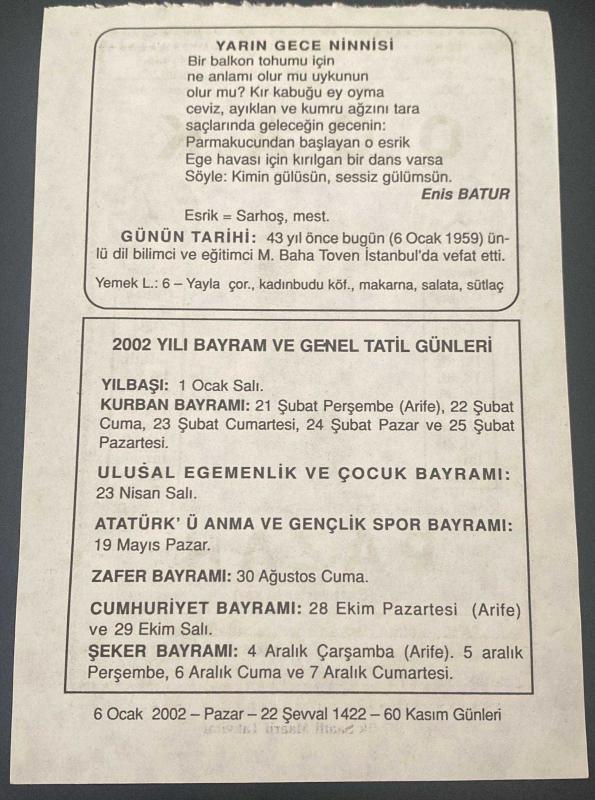 YARIN GECE NİNNİSİ
Bir balkon tohumu için
ne anlamı olur mu uykunun
olur mu? Kır kabuğu ey oyma
ceviz, ayıklan ve kumru ağzını tara
saçlarında geleceğin gecenin:
Parmakucundan başlayan o esrik
Ege havası için kırılgan bir dans varsa
Söyle: Kimin gülüsün, sessiz gülümsün.
Enis BATUR
Esrik = Sarhoş, mest.
GÜNÜN TARİHİ: 43 yıl önce bugün (6 Ocak 1959) ün-
lü dil bilimci ve eğitimci M. Baha Toven İstanbul'da vefat etti.
Yemek L.: 6 – Yayla çor., kadınbudu köf., makarna, salata, sütlaç
2002 YILI BAYRAM VE GENEL TATİL GÜNLERİ
YILBAŞI: 1 Ocak Salı.
KURBAN BAYRAMI: 21 Şubat Perşembe (Arife), 22 Şubat
Cuma, 23 Şubat Cumartesi, 24 Şubat Pazar ve 25 Şubat
Pazartesi.
ULUSAL EGEMENLİK VE ÇOCUK BAYRAMI:
23 Nisan Salı.
ATATÜRK' Ü ANMA VE GENÇLİK SPOR BAYRAMI:
19 Mayıs Pazar.
ZAFER BAYRAMI: 30 Ağustos Cuma.
CUMHURİYET BAYRAMI: 28 Ekim Pazartesi (Arife)
ve 29 Ekim Salı.
ŞEKER BAYRAMI: 4 Aralık Çarşamba (Arife). 5 aralık
Perşembe, 6 Aralık Cuma ve 7 Aralık Cumartesi.
6 Ocak 2002 – Pazar – 22 Şevval 1422 – 60 Kasım Günleri